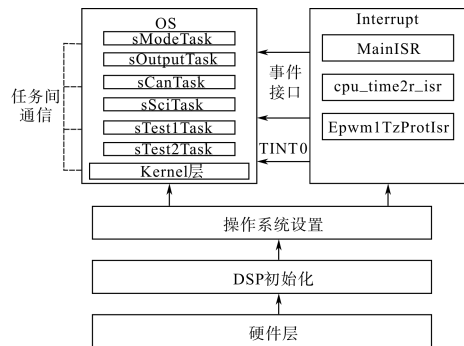 OS
sModeTask
sOutputTask
sCanTask
sSciTask
sTest1Task
sTest2Task
Kernel层
任务间
通信
事件
接口
TINT0
Interrupt
MainISR
cpu_time2r_isr
Epwm1TzProtIsr
操作系统设置
DSP初始化
硬件层